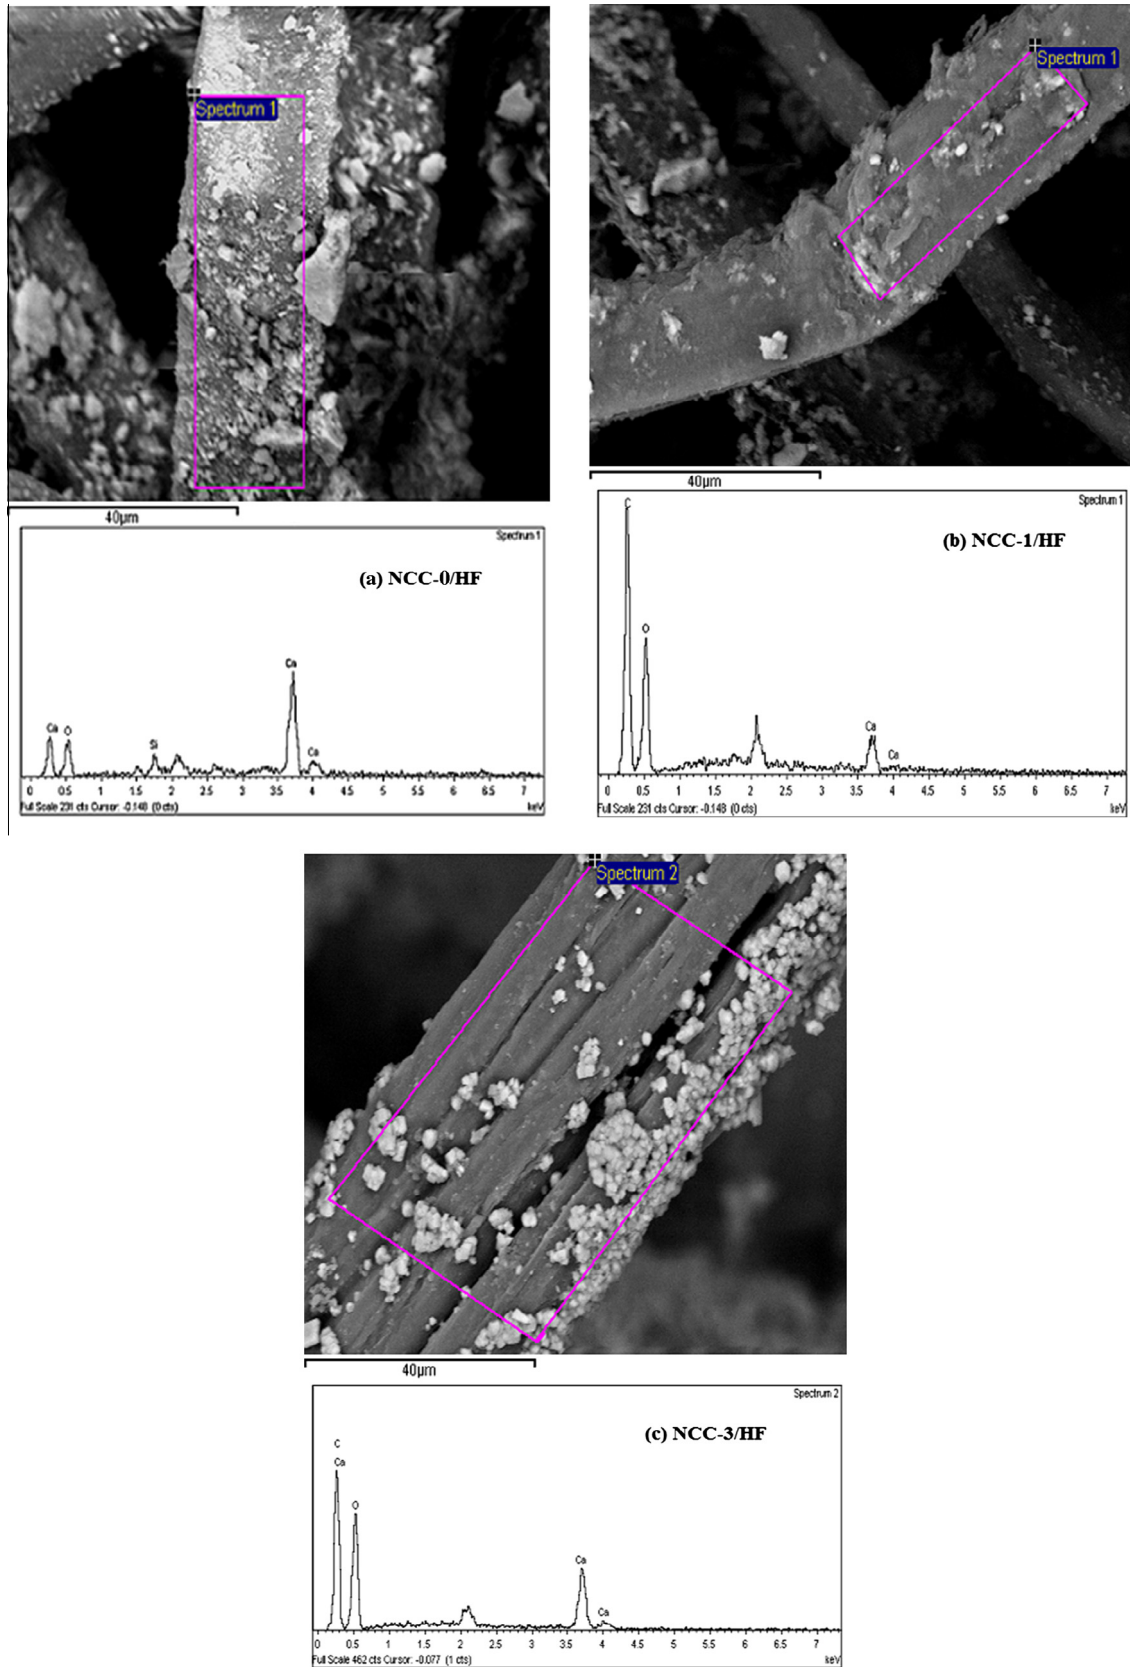 Spectrum 1
40µm
Spectrum 1
(a) NCC-0/HF
Ca
O
Si
Ca
Ca
0 0.5 1 1.5 2 2.5 3 3.5 4 4.5 5 5.5 6 6.5 7
Full Scale 231 cts Cursor: -0.148 (0 cts) keV
Spectrum 1
40µm
Spectrum 1
(b) NCC-1/HF
C
O
Ca
Ca
0 0.5 1 1.5 2 2.5 3 3.5 4 4.5 5 5.5 6 6.5 7
Full Scale 231 cts Cursor: -0.148 (0 cts) keV
Spectrum 2
40µm
Spectrum 2
(c) NCC-3/HF
C
Ca
O
Ca
Ca
0 0.5 1 1.5 2 2.5 3 3.5 4 4.5 5 5.5 6 6.5 7
Full Scale 462 cts Cursor: -0.077 (1 cts) keV